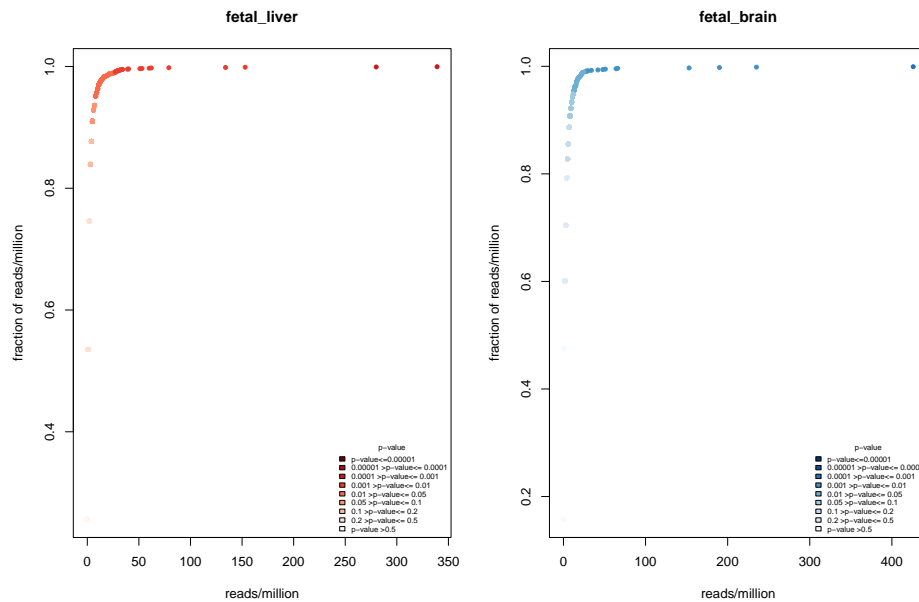 fetal_liver
fraction of reads/million
1.0
0.8
0.6
0.4
0
50
100
150
200
250
300
350
reads/million
p−value
p−value<=0.00001
0.00001 >p−value<= 0.0001
0.0001 >p−value<= 0.001
0.001 >p−value<= 0.01
0.01 >p−value<= 0.05
0.05 >p−value<= 0.1
0.1 >p−value<= 0.2
0.2 >p−value<= 0.5
p−value >0.5
fetal_brain
fraction of reads/million
1.0
0.8
0.6
0.4
0.2
0
100
200
300
400
reads/million
p−value
p−value<=0.00001
0.00001 >p−value<= 0.000
0.0001 >p−value<= 0.001
0.001 >p−value<= 0.01
0.01 >p−value<= 0.05
0.05 >p−value<= 0.1
0.1 >p−value<= 0.2
0.2 >p−value<= 0.5
p−value >0.5